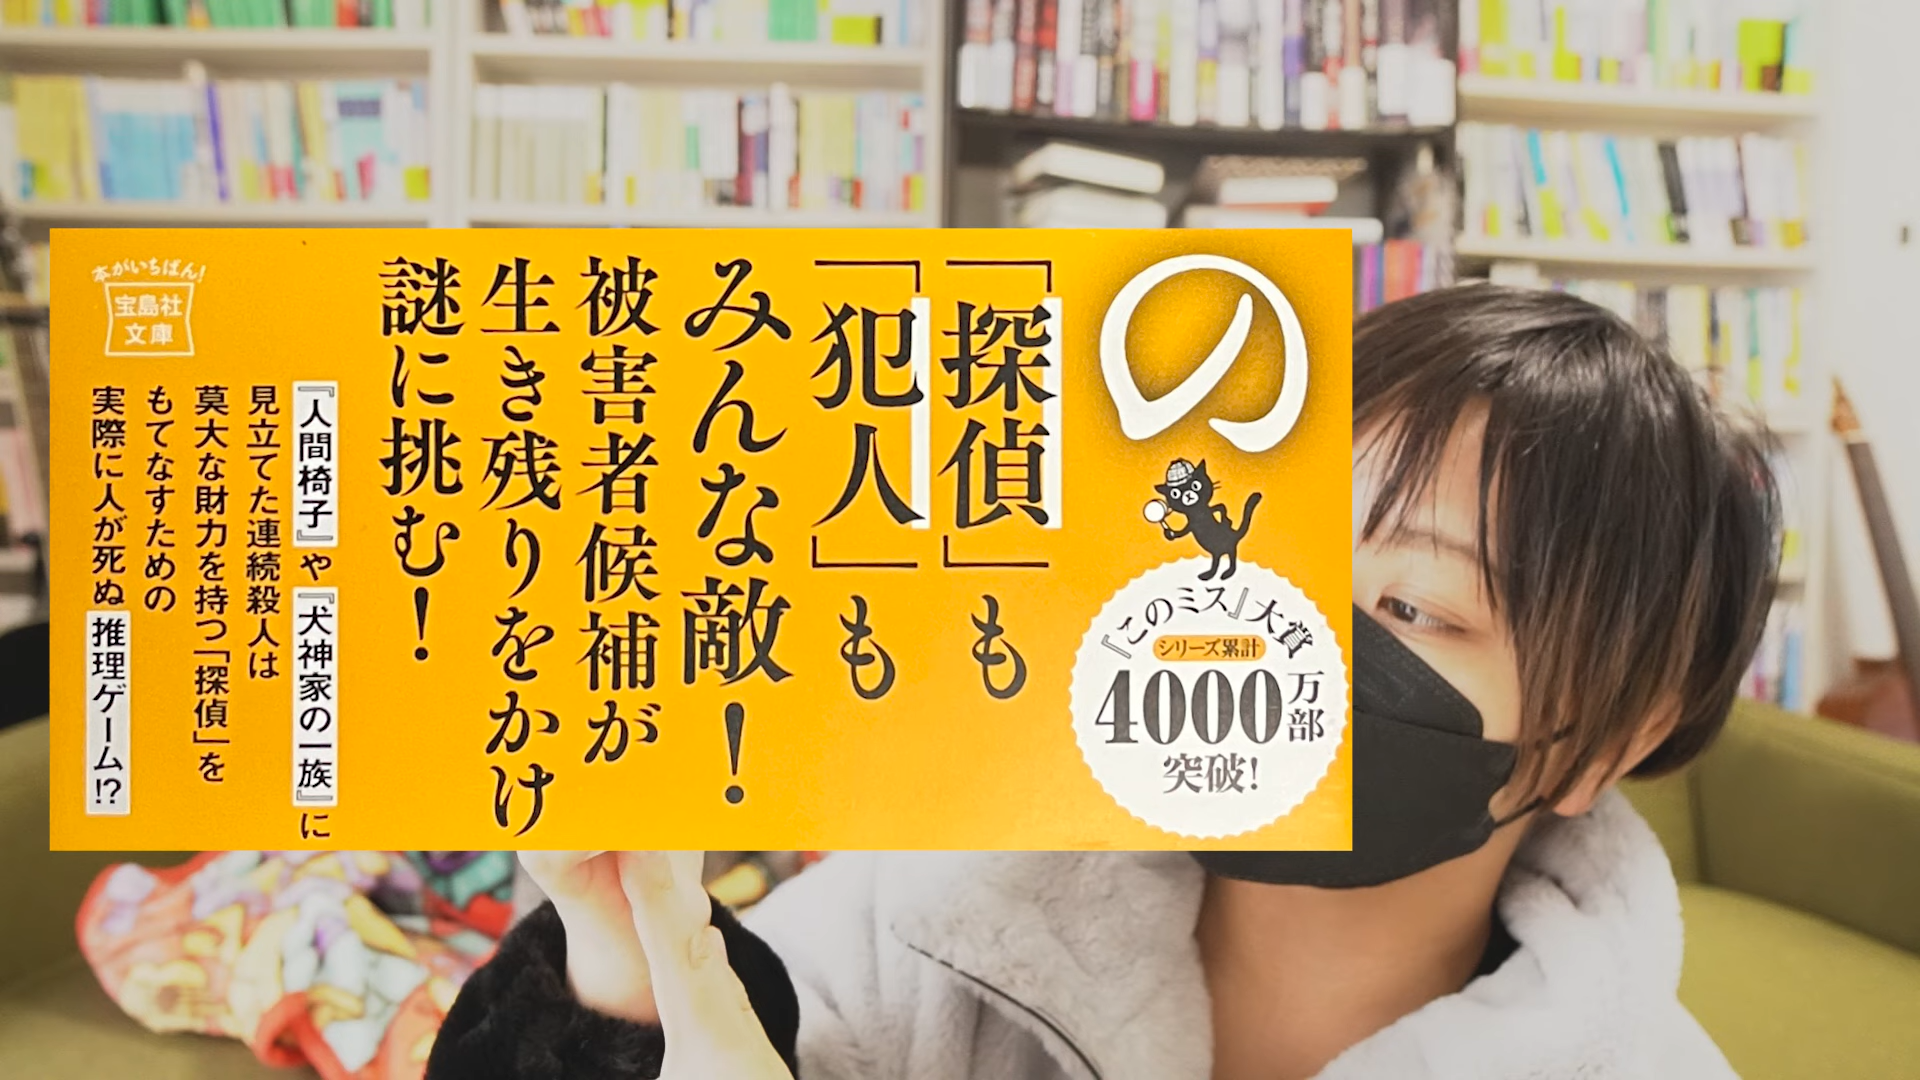 の
『このミス』大賞
シリーズ累計
4000万部
突破!
「探偵」も
「犯人」も
みんな敵!
被害者候補が
生き残りをかけ
謎に挑む!
『人間椅子』や『犬神家の一族』に
見立てた連続殺人は
莫大な財力を持つ「探偵」を
もてなすための
実際に人が死ぬ推理ゲーム!?
本がいちばん!
宝島社
文庫